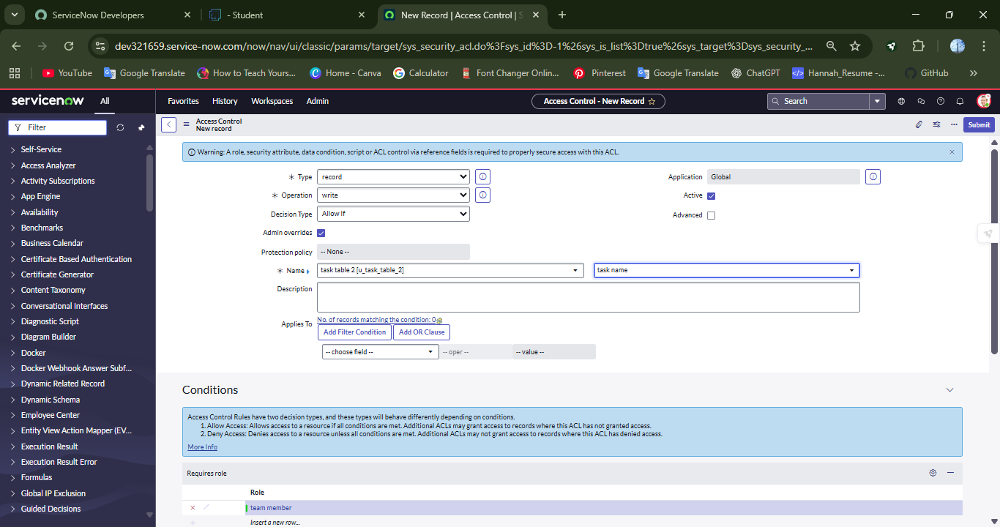 ServiceNow Developers
- Student
New Record | Access Control | S
dev321659.service-now.com/now/nav/ui/classic/params/target/sys_security_acl.do%3Fsys_id%3D-1%26sys_is_list%3Dtrue%26sys_target%3Dsys_security_...
YouTube
Google Translate
How to Teach Yours...
Home - Canva
Calculator
Font Changer Onlin...
Pinterest
Google Translate
ChatGPT
Hannah_Resume -...
GitHub
servicenow
All
Favorites
History
Workspaces
Admin
Access Control - New Record
Search
Filter
Access Control
New record
Submit
Self-Service
Access Analyzer
Activity Subscriptions
App Engine
Availability
Benchmarks
Business Calendar
Certificate Based Authentication
Certificate Generator
Content Taxonomy
Conversational Interfaces
Diagnostic Script
Diagram Builder
Docker
Docker Webhook Answer Subf...
Dynamic Related Record
Dynamic Schema
Employee Center
Entity View Action Mapper (EV...
Execution Result
Execution Result Error
Formulas
Global IP Exclusion
Guided Decisions
Warning: A role, security attribute, data condition, script or ACL control via reference fields is required to properly secure access with this ACL.
Type
record
Application
Global
Operation
write
Active
Decision Type
Allow If
Advanced
Admin overrides
Protection policy
-- None --
Name
task table 2 [u_task_table_2]
task name
Description
Applies To
No. of records matching the condition: 0
Add Filter Condition
Add OR Clause
-- choose field --
-- oper --
-- value --
Conditions
Access Control Rules have two decision types, and these types will behave differently depending on conditions.
1. Allow Access: Allows access to a resource if all conditions are met. Additional ACLs may grant access to records where this ACL has not granted access.
2. Deny Access: Denies access to a resource unless all conditions are met. Additional ACLs may not grant access to records where this ACL has denied access.
More Info
Requires role
Role
team member
Insert a new row...